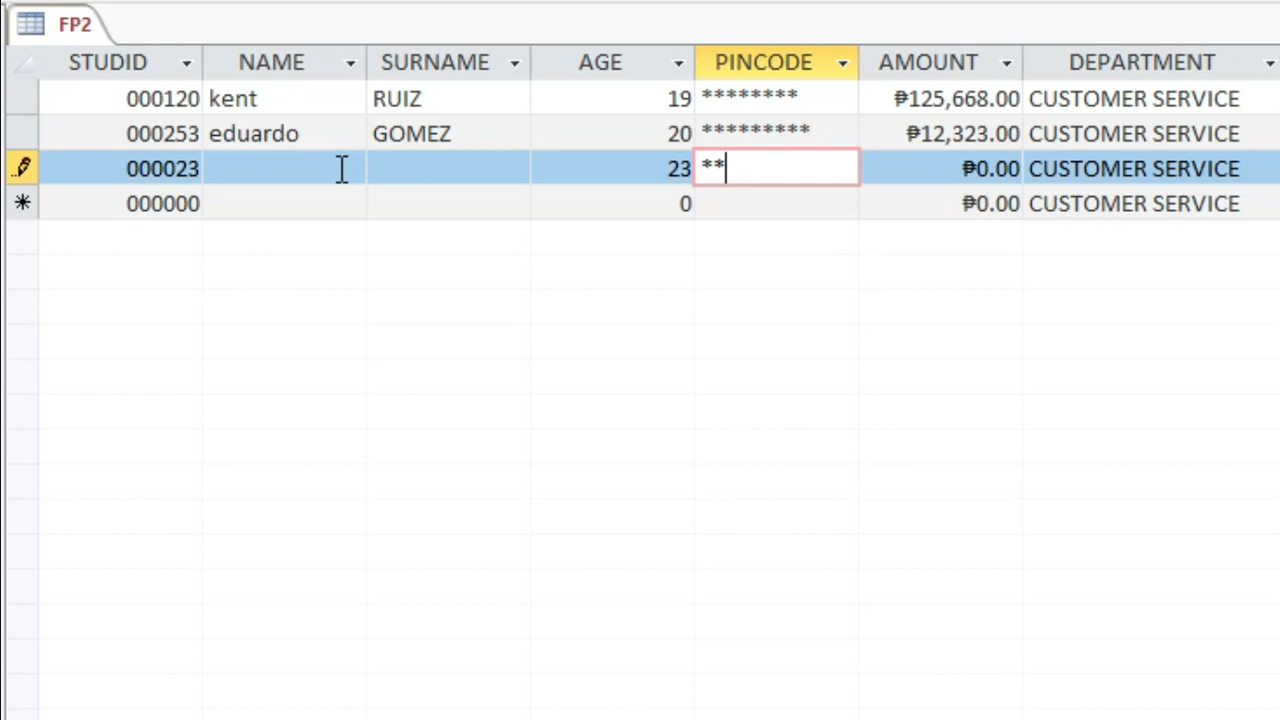 FP2
STUDID NAME SURNAME AGE PINCODE AMOUNT DEPARTMENT
000120 kent RUIZ 19 ******** ₱125,668.00 CUSTOMER SERVICE
000253 eduardo GOMEZ 20 ********* ₱12,323.00 CUSTOMER SERVICE
000023 23 ** ₱0.00 CUSTOMER SERVICE
000000 0 ₱0.00 CUSTOMER SERVICE